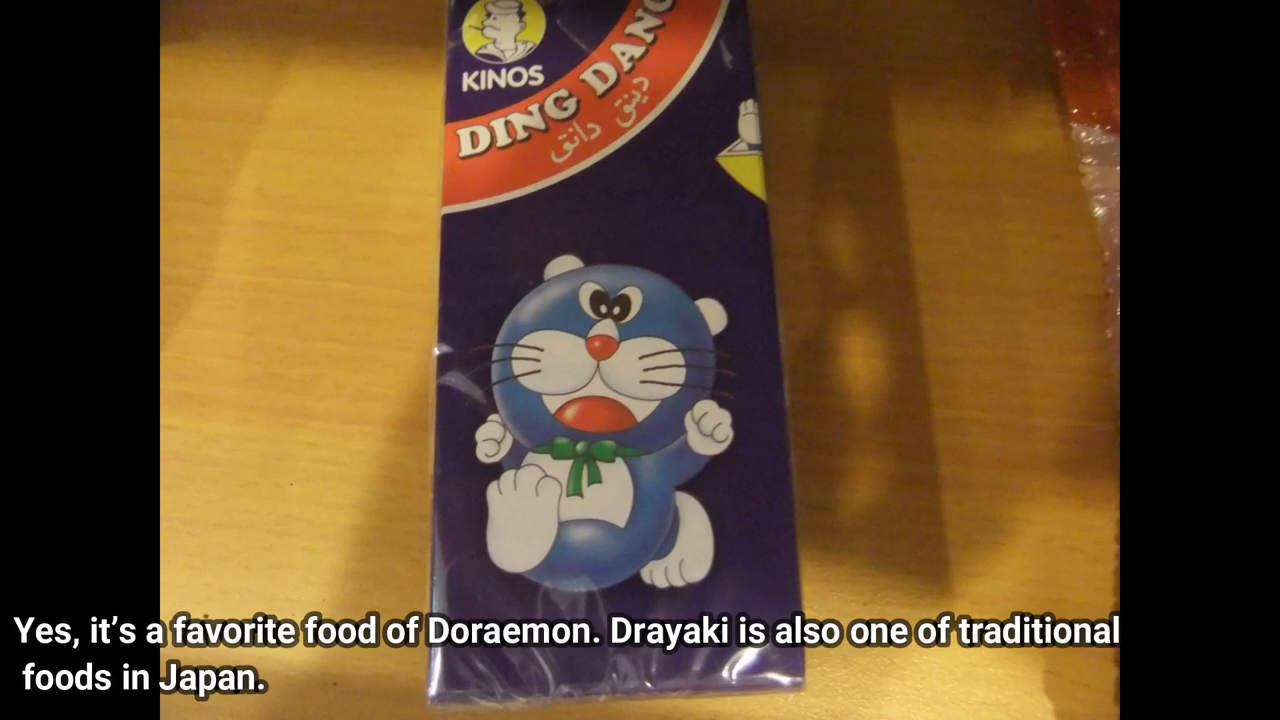 KINOS
DING DANG
دينق دانق
Yes, it's a favorite food of Doraemon. Drayaki is also one of traditional
foods in Japan.